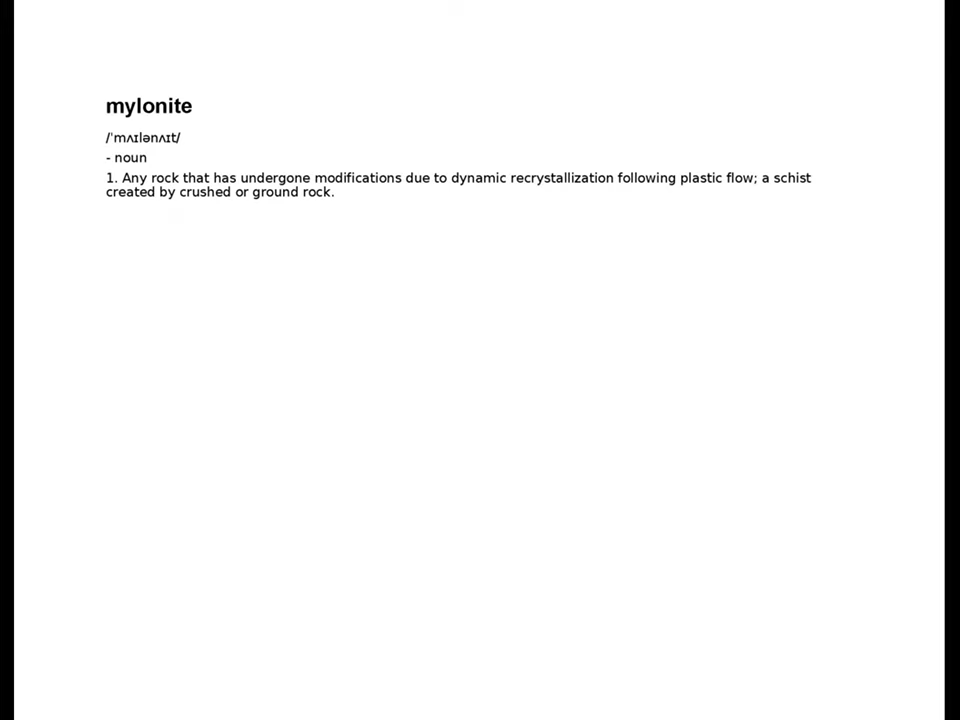 mylonite
/ˈmʌɪlənʌɪt/
- noun
1. Any rock that has undergone modifications due to dynamic recrystallization following plastic flow; a schist
created by crushed or ground rock.